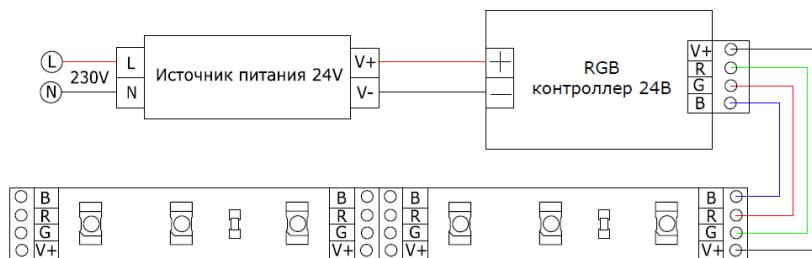 L 230V L Источник питания 24V V+
N N V-
+ RGB V+
контроллер 24В R
— G
B
B B B B
R R R R
G G G G
V+ V+ V+ V+